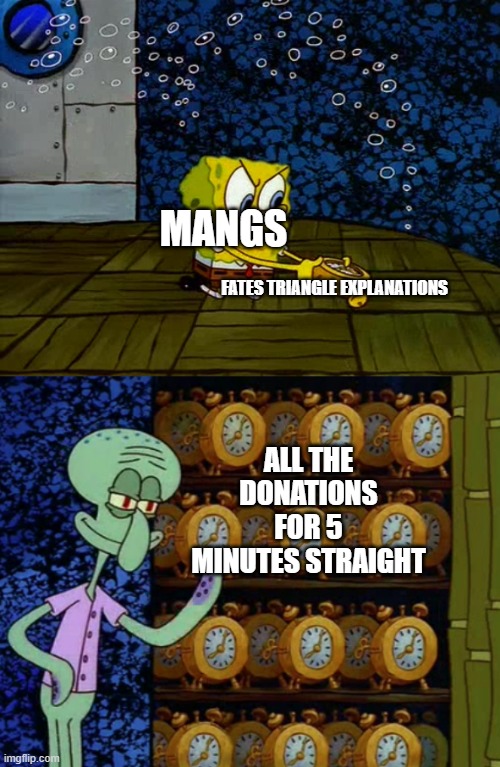 MANGS
FATES TRIANGLE EXPLANATIONS
ALL THE
DONATIONS
FOR 5
MINUTES STRAIGHT
imgflip.com